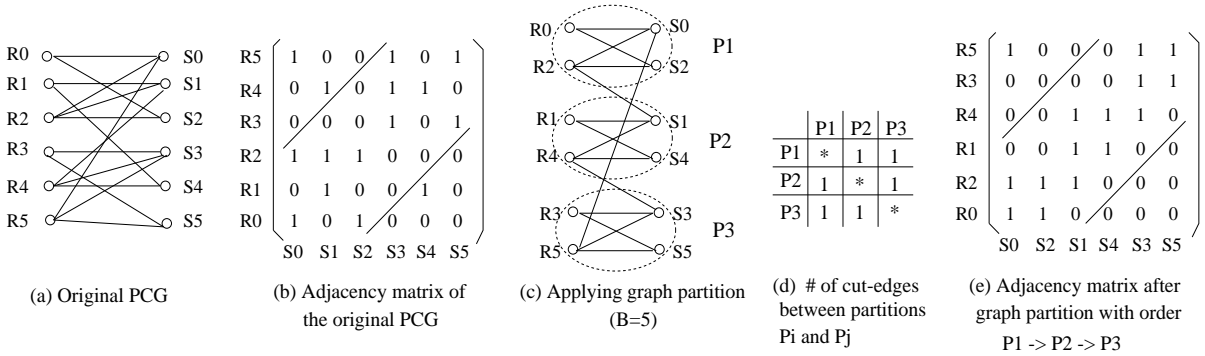 R0 S0
R1 S1
R2 S2
R3 S3
R4 S4
R5 S5
(a) Original PCG
R5 1 0 0 1 0 1
R4 0 1 0 1 1 0
R3 0 0 0 1 0 1
R2 1 1 1 0 0 0
R1 0 1 0 0 1 0
R0 1 0 1 0 0 0
S0 S1 S2 S3 S4 S5
(b) Adjacency matrix of
the original PCG
R0 S0
P1
R2 S2
R1 S1
P2
R4 S4
R3 S3
P3
R5 S5
(c) Applying graph partition
(B=5)
P1 P2 P3
P1 * 1 1
P2 1 * 1
P3 1 1 *
(d) # of cut-edges
between partitions
Pi and Pj
R5 1 0 0 0 1 1
R3 0 0 0 0 1 1
R4 0 0 1 1 1 0
R1 0 0 1 1 0 0
R2 1 1 1 0 0 0
R0 1 1 0 0 0 0
S0 S2 S1 S4 S3 S5
(e) Adjacency matrix after
graph partition with order
P1 -> P2 -> P3